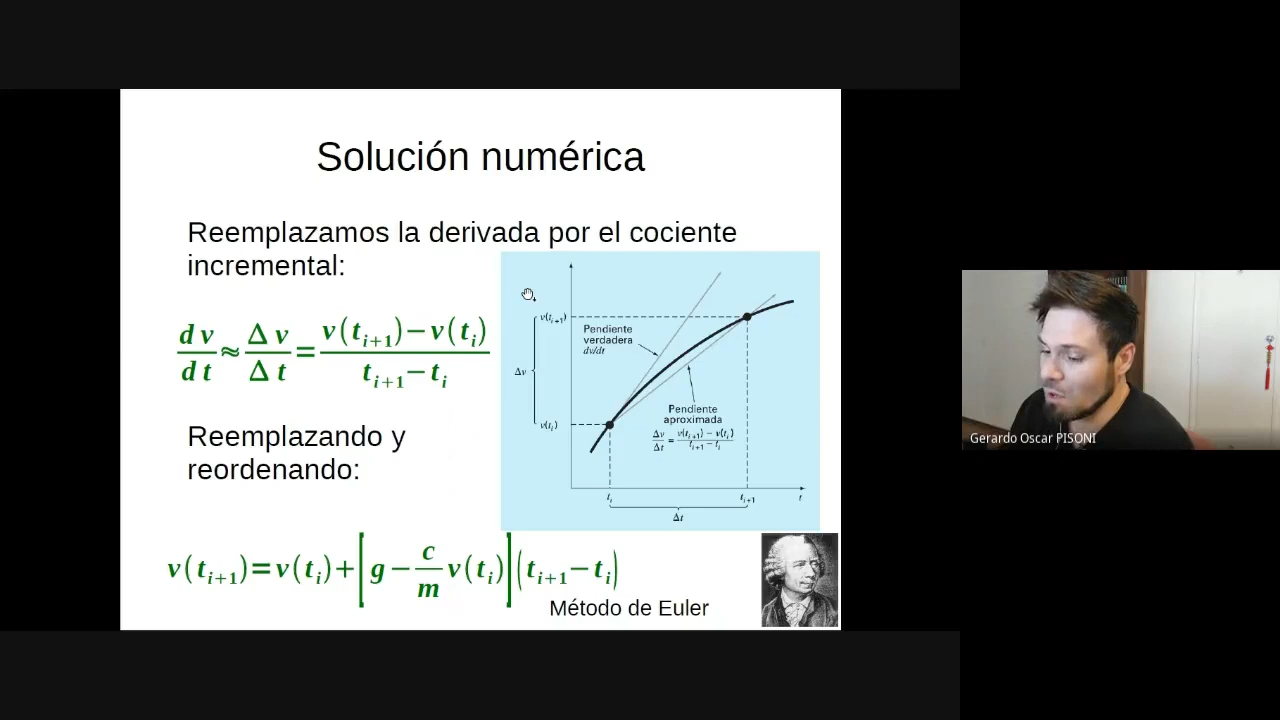 Solución numérica
Reemplazamos la derivada por el cociente
incremental:
d v / d t ≈ Δ v / Δ t = v(t_{i+1}) − v(t_i) / t_{i+1} − t_i
v(t_{i+1})
Pendiente
verdadera
dv/dt
Δv
v(t_i)
Pendiente
aproximada
Δv / Δt = v(t_{i+1}) − v(t_i) / t_{i+1} − t_i
t_i
t_{i+1}
t
Δt
Reemplazando y
reordenando:
v(t_{i+1}) = v(t_i) + [g − c / m v(t_i)] (t_{i+1} − t_i)
Método de Euler
Gerardo Oscar PISONI